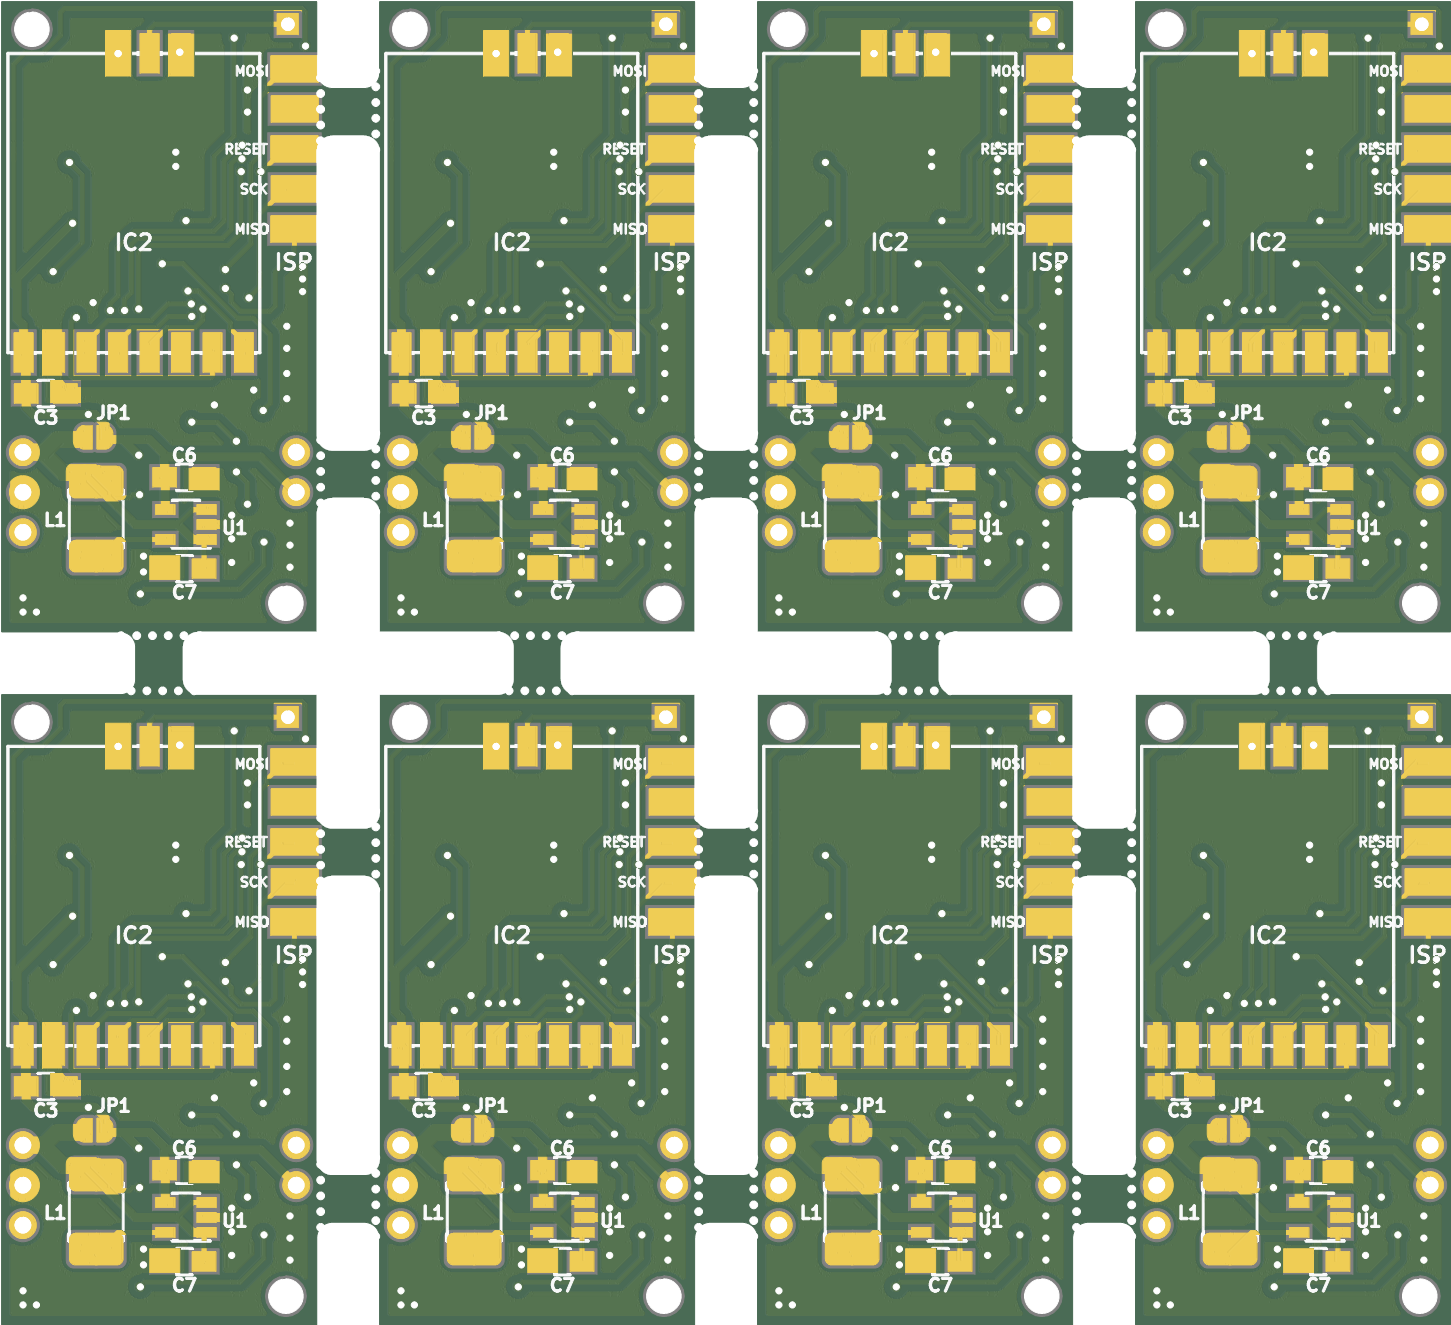 MOSI MOSI MOSI MOSI
RESET RESET RESET RESET
SCK SCK SCK SCK
MISO MISO MISO MISO
IC2 IC2 IC2 IC2
ISP ISP ISP ISP
JP1 JP1 JP1 JP1
C3 C3 C3 C3
C6 C6 C6 C6
L1 L1 L1 L1
U1 U1 U1 U1
C7 C7 C7 C7
MOSI MOSI MOSI MOSI
RESET RESET RESET RESET
SCK SCK SCK SCK
MISO MISO MISO MISO
IC2 IC2 IC2 IC2
ISP ISP ISP ISP
JP1 JP1 JP1 JP1
C3 C3 C3 C3
C6 C6 C6 C6
L1 L1 L1 L1
U1 U1 U1 U1
C7 C7 C7 C7